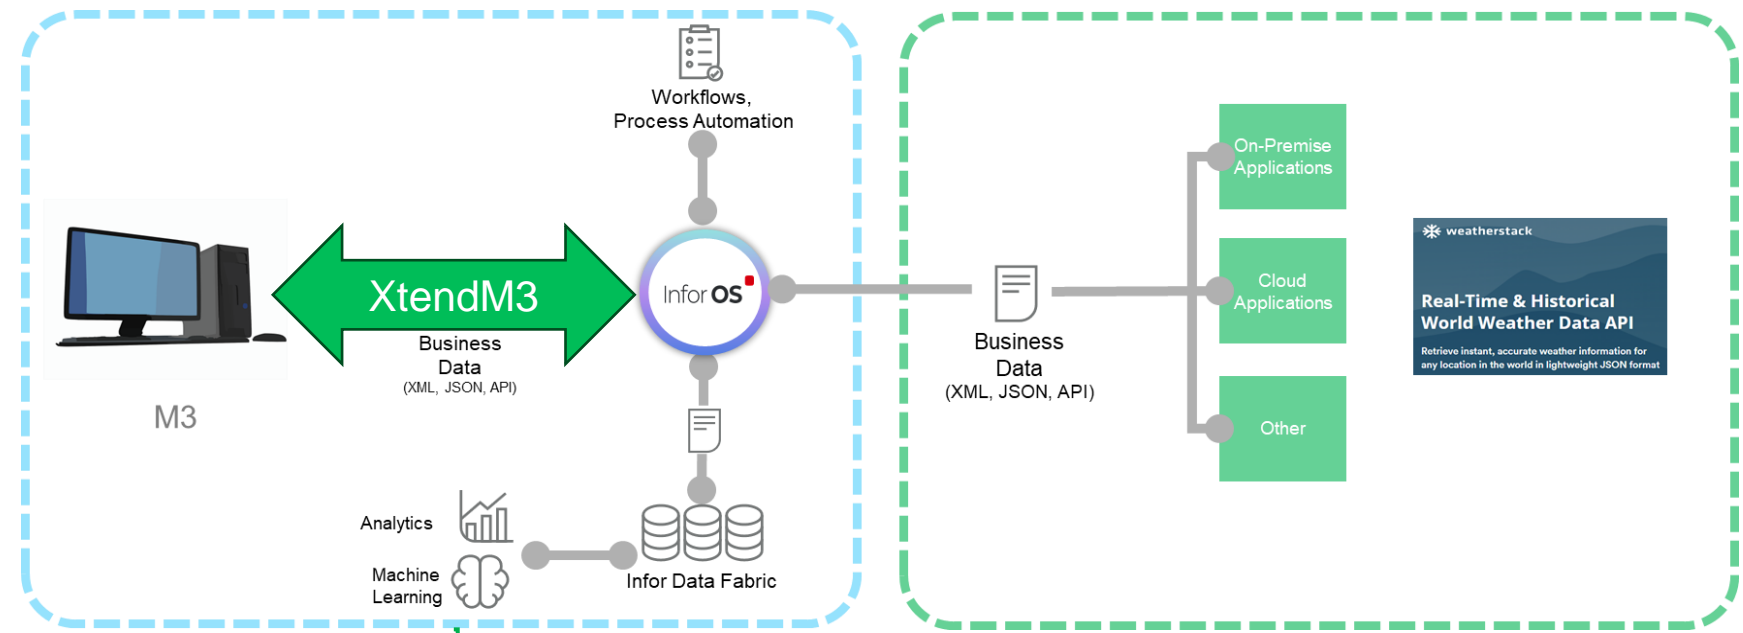 Workflows,
Process Automation
XtendM3
Business
Data
(XML, JSON, API)
M3
Infor OS
Analytics
Machine
Learning
Infor Data Fabric
Business
Data
(XML, JSON, API)
On-Premise
Applications
Cloud
Applications
Other
weatherstack
Real-Time & Historical
World Weather Data API
Retrieve instant, accurate weather information for
any location in the world in lightweight JSON format